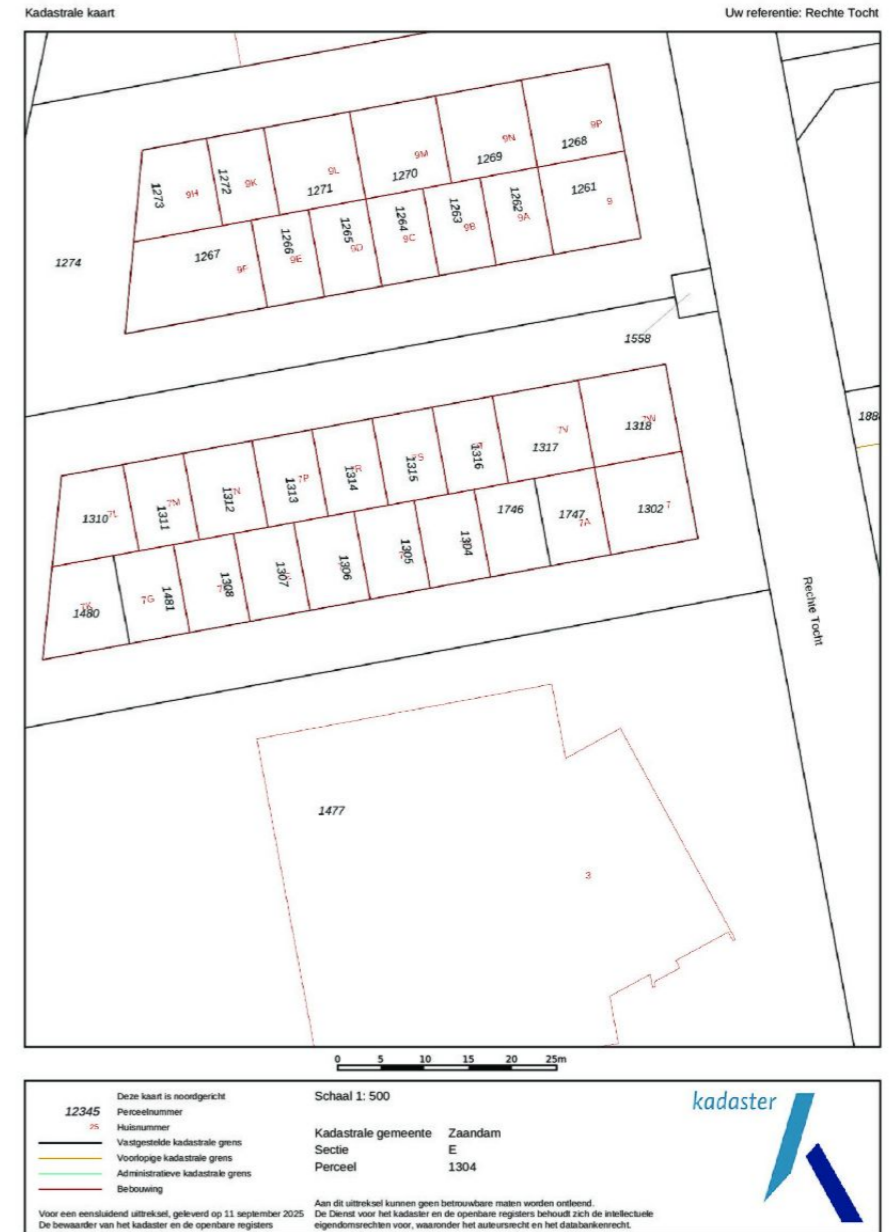 Kadastrale kaart
Uw referentie: Rechte Tocht
9P
9N
1268
9M
1269
9L
1270
1271
9K
1272
9H
1273
1261
9
1262
9A
1263
9B
1264
9C
1265
9D
1266
9E
1267
9F
1274
1558
1884
7W
1318
7V
1317
1316
7S
1315
7R
1314
7P
1313
7N
1312
7M
1311
7L
1310
1302
7
1747
7A
1746
1304
1305
1306
1307
1308
1481
7G
7K
1480
Rechte Tocht
1477
3
0 5 10 15 20 25m
Deze kaart is noordgericht
12345 Perceelnummer
25 Huisnummer
Vastgestelde kadastrale grens
Voorlopige kadastrale grens
Administratieve kadastrale grens
Bebouwing
Voor een eensluidend uittreksel, geleverd op 11 september 2025
De bewaarder van het kadaster en de openbare registers
Schaal 1: 500
Kadastrale gemeente Zaandam
Sectie E
Perceel 1304
Aan dit uittreksel kunnen geen betrouwbare maten worden ontleend.
De Dienst voor het kadaster en de openbare registers behoudt zich de intellectuele
eigendomsrechten voor, waaronder het auteursrecht en het databankenrecht.
kadaster